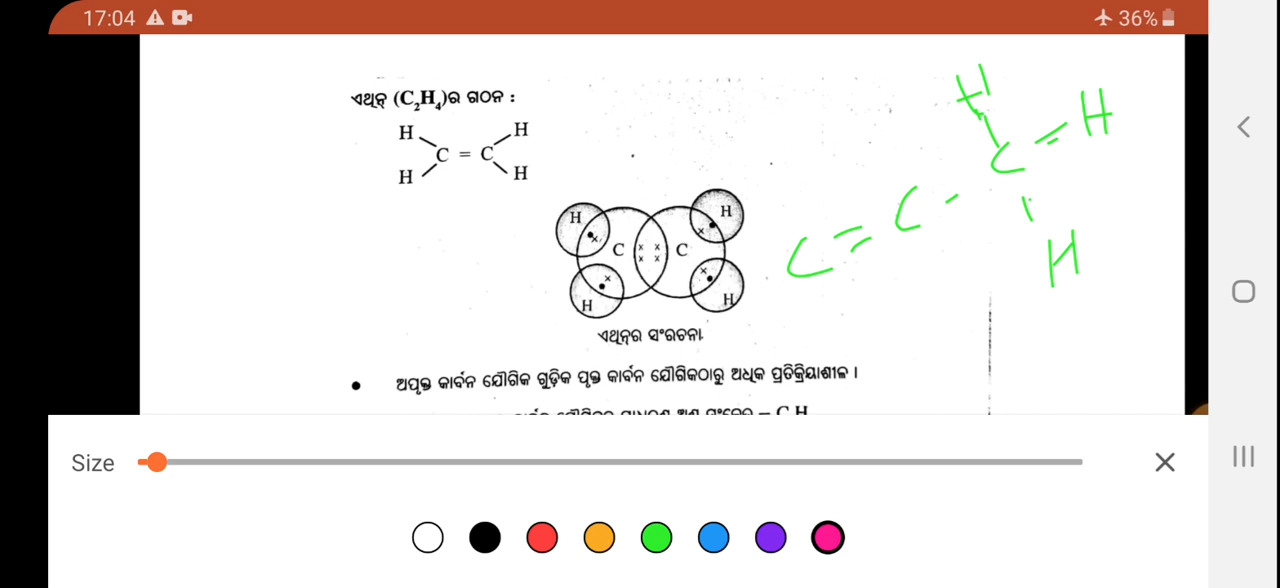 17:04 36%
ଏଥିନ୍ (C₂H₄)ର ଗଠନ :
H H
C = C
H H
H H
C C
H H
ଏଥିନ୍‌ର ସଂରଚନା
• ଅପୃକ୍ତ କାର୍ବନ ଯୌଗିକ ଗୁଡ଼ିକ ପୃକ୍ତ କାର୍ବନ ଯୌଗିକଠାରୁ ଅଧିକ ପ୍ରତିକ୍ରିୟାଶୀଳ ।
H
C = H
C = C -
H
Size